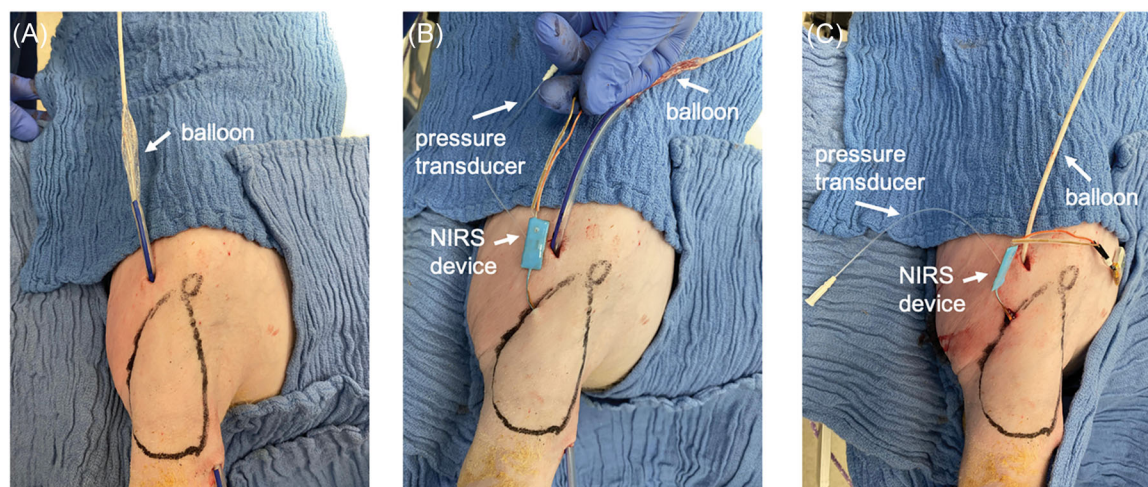 (A)
balloon
(B)
balloon
pressure
transducer
NIRS
device
(C)
pressure
transducer
balloon
NIRS
device